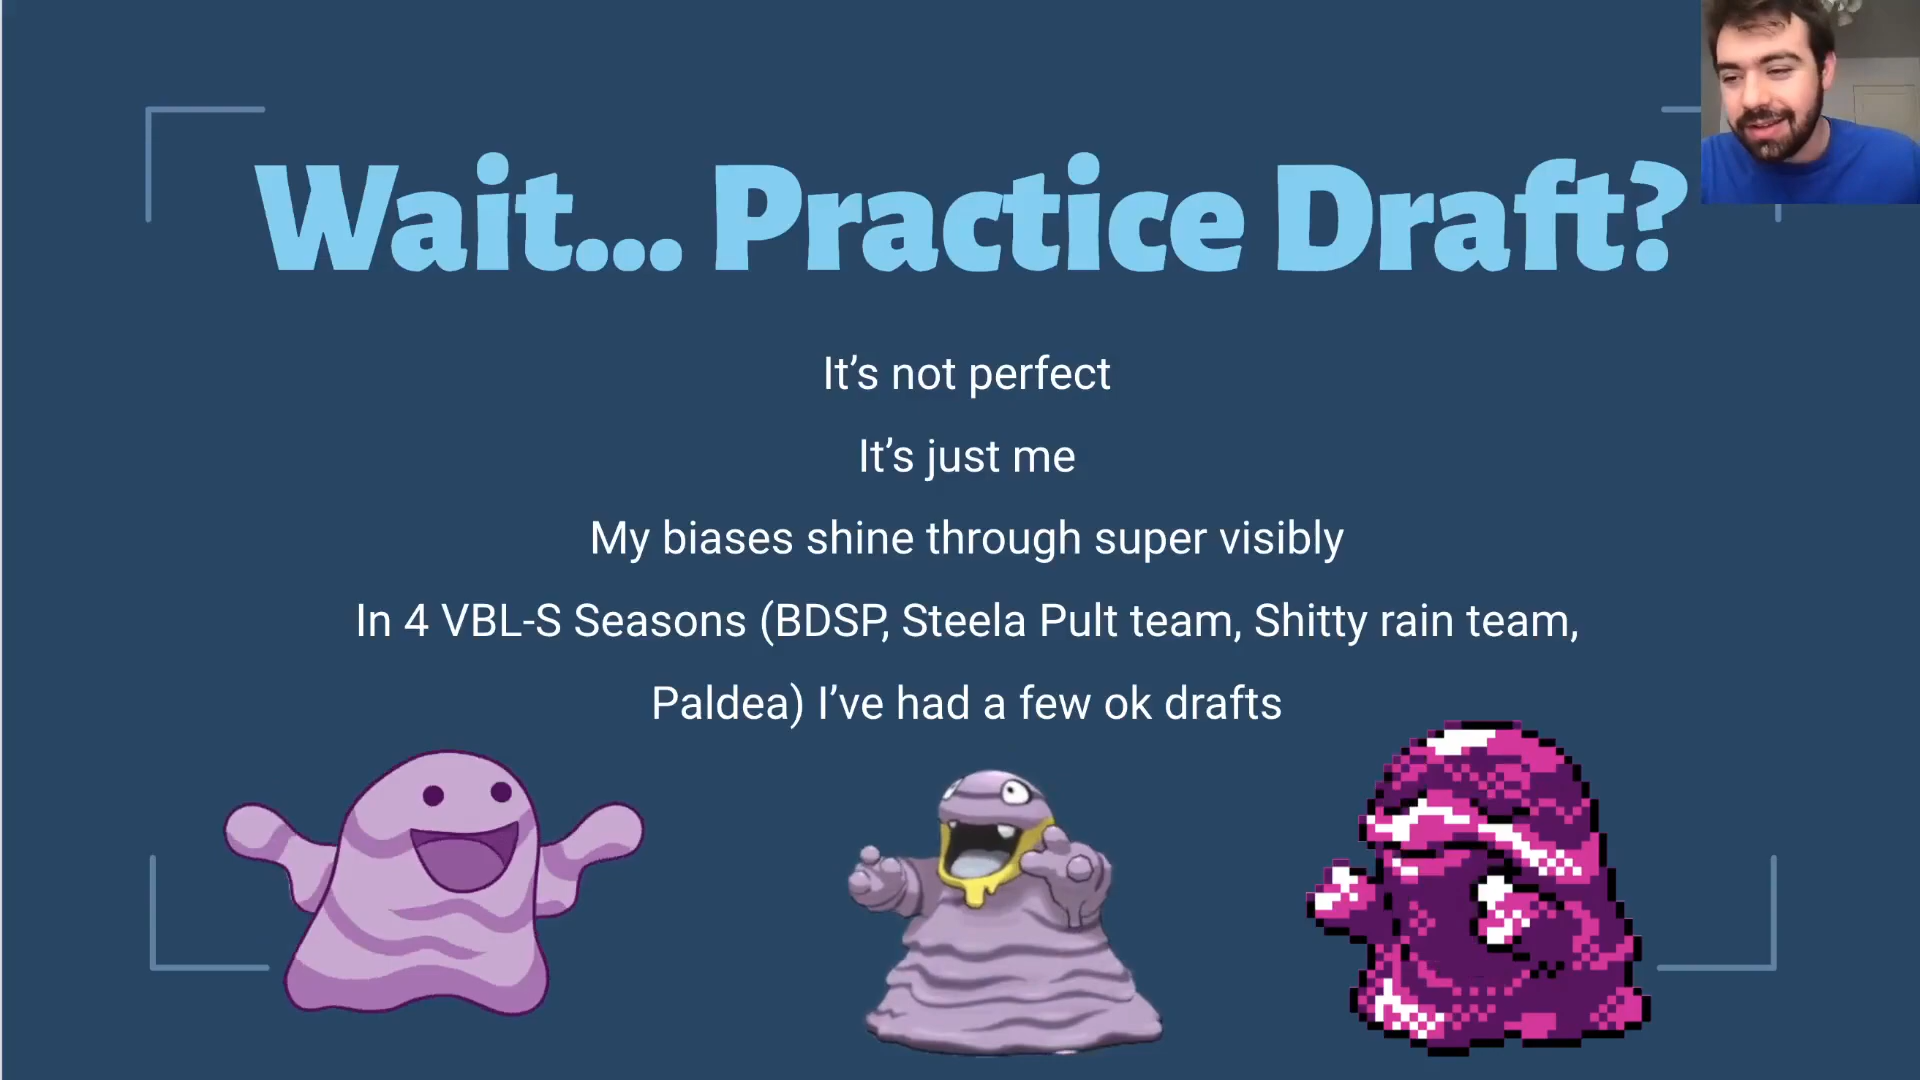 Wait... Practice Draft?
It’s not perfect
It’s just me
My biases shine through super visibly
In 4 VBL-S Seasons (BDSP, Steela Pult team, Shitty rain team,
Paldea) I’ve had a few ok drafts